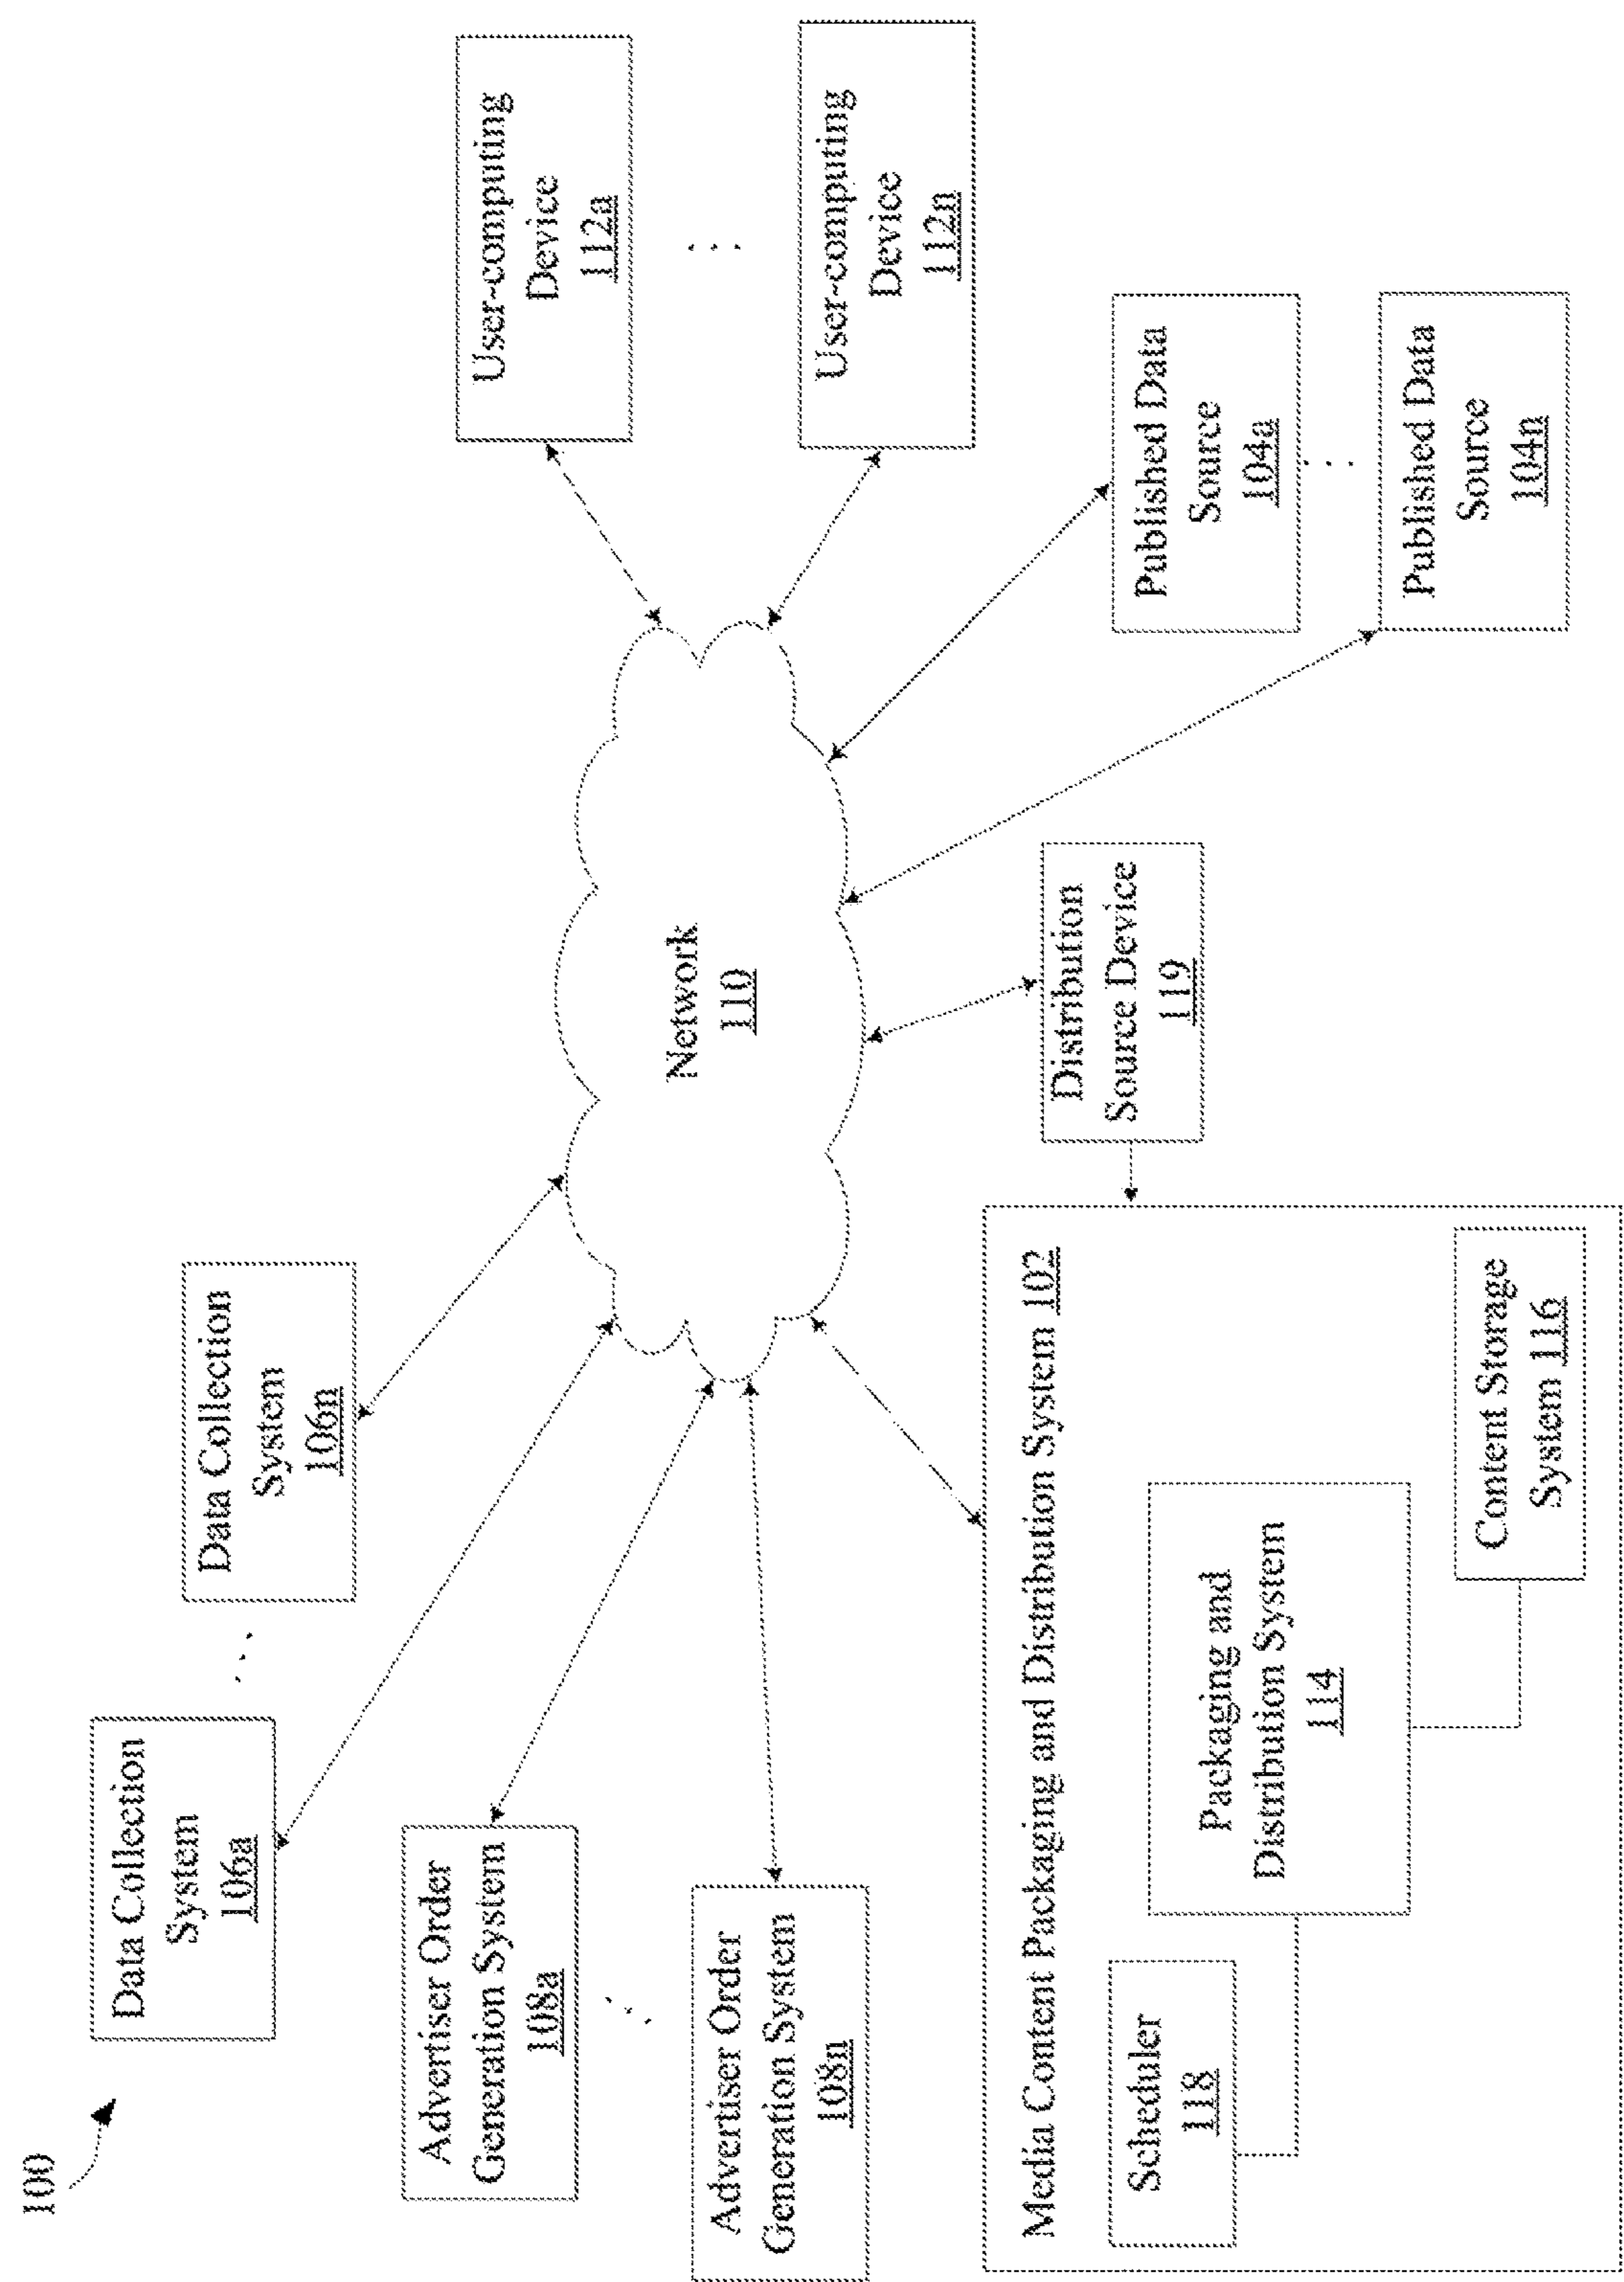 100
Data Collection
System
106a
. . .
Data Collection
System
106n
Advertiser Order
Generation System
108a
. . .
Advertiser Order
Generation System
108n
Network
110
User-computing
Device
112a
. . .
User-computing
Device
112n
Published Data
Source
104a
. . .
Published Data
Source
104n
Distribution
Source Device
119
Media Content Packaging and Distribution System 102
Scheduler
118
Packaging and
Distribution System
114
Content Storage
System 116